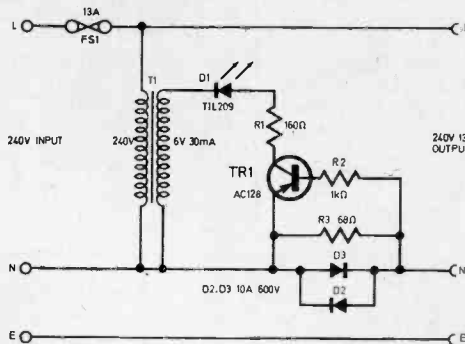 13A
L
FS1
T1
D1
TIL209
R1
160Ω
240V INPUT
240V
6V 30mA
240V 13
OUTPU
TR1
R2
AC128
1kΩ
R3 68Ω
N
D3
N
D2,D3 10A 600V
D2
E
E